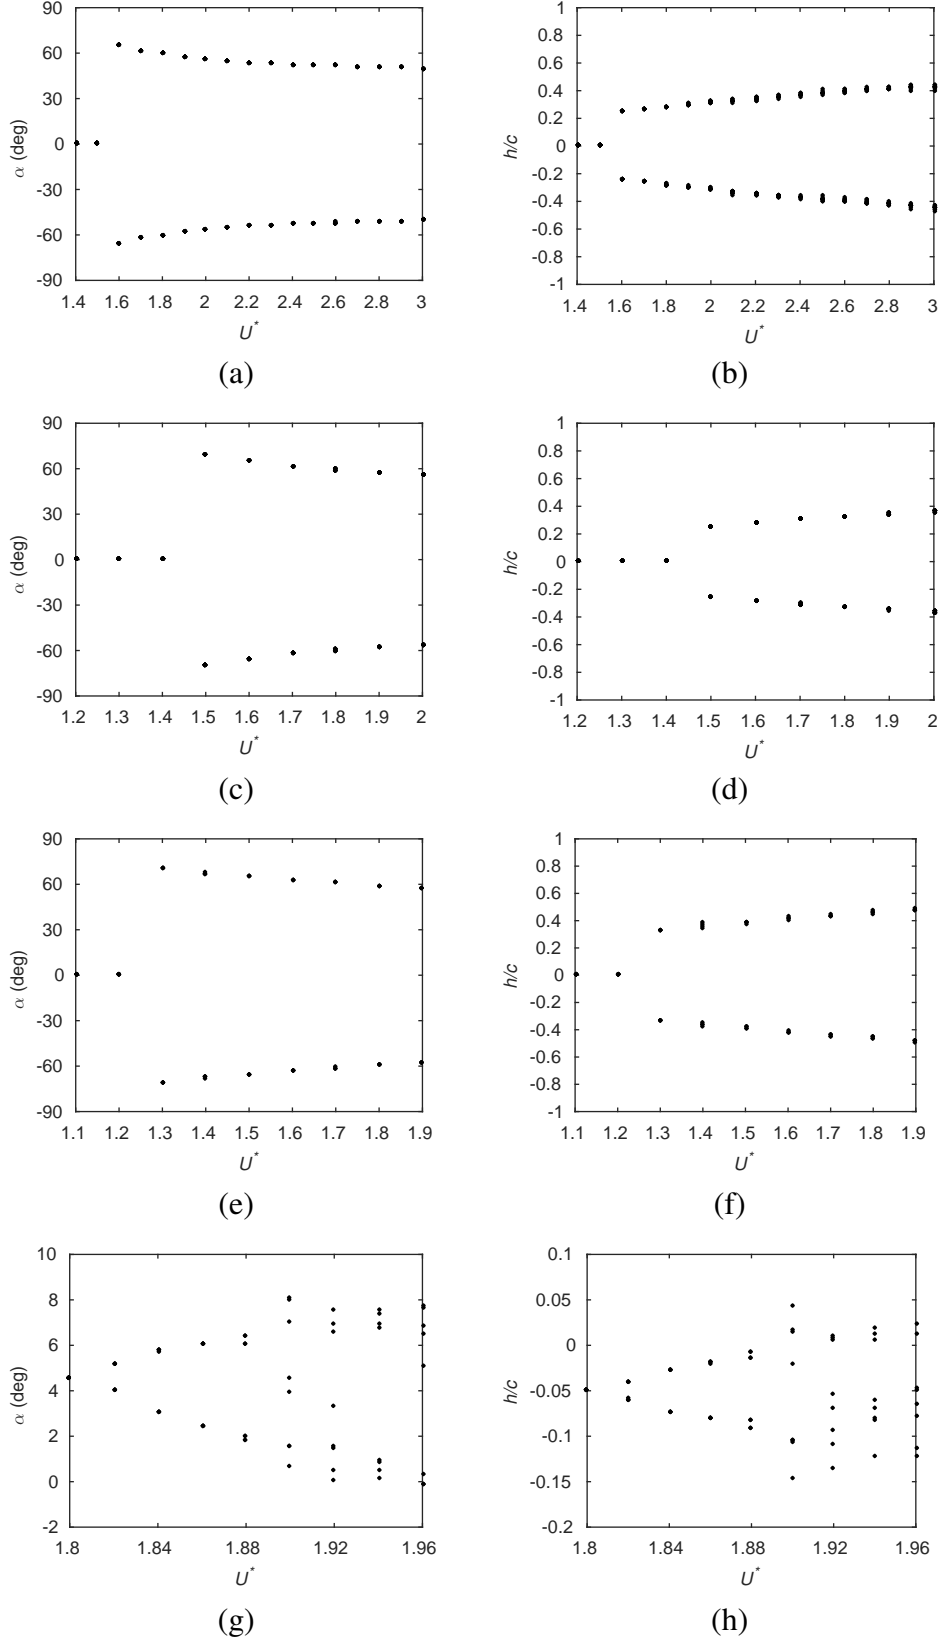 90
60
30
0
-30
-60
-90
α (deg)
1.4 1.6 1.8 2 2.2 2.4 2.6 2.8 3
U*
(a)
1
0.8
0.6
0.4
0.2
0
-0.2
-0.4
-0.6
-0.8
-1
h/c
1.4 1.6 1.8 2 2.2 2.4 2.6 2.8 3
U*
(b)
90
60
30
0
-30
-60
-90
α (deg)
1.2 1.3 1.4 1.5 1.6 1.7 1.8 1.9 2
U*
(c)
1
0.8
0.6
0.4
0.2
0
-0.2
-0.4
-0.6
-0.8
-1
h/c
1.2 1.3 1.4 1.5 1.6 1.7 1.8 1.9 2
U*
(d)
90
60
30
0
-30
-60
-90
α (deg)
1.1 1.2 1.3 1.4 1.5 1.6 1.7 1.8 1.9
U*
(e)
1
0.8
0.6
0.4
0.2
0
-0.2
-0.4
-0.6
-0.8
-1
h/c
1.1 1.2 1.3 1.4 1.5 1.6 1.7 1.8 1.9
U*
(f)
10
8
6
4
2
0
-2
α (deg)
1.8 1.84 1.88 1.92 1.96
U*
(g)
0.1
0.05
0
-0.05
-0.1
-0.15
-0.2
h/c
1.8 1.84 1.88 1.92 1.96
U*
(h)